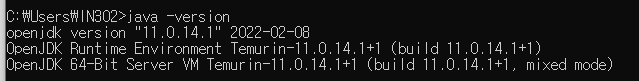 C:\Users\IN302>java -version
openjdk version "11.0.14.1" 2022-02-08
OpenJDK Runtime Environment Temurin-11.0.14.1+1 (build 11.0.14.1+1)
OpenJDK 64-Bit Server VM Temurin-11.0.14.1+1 (build 11.0.14.1+1, mixed mode)